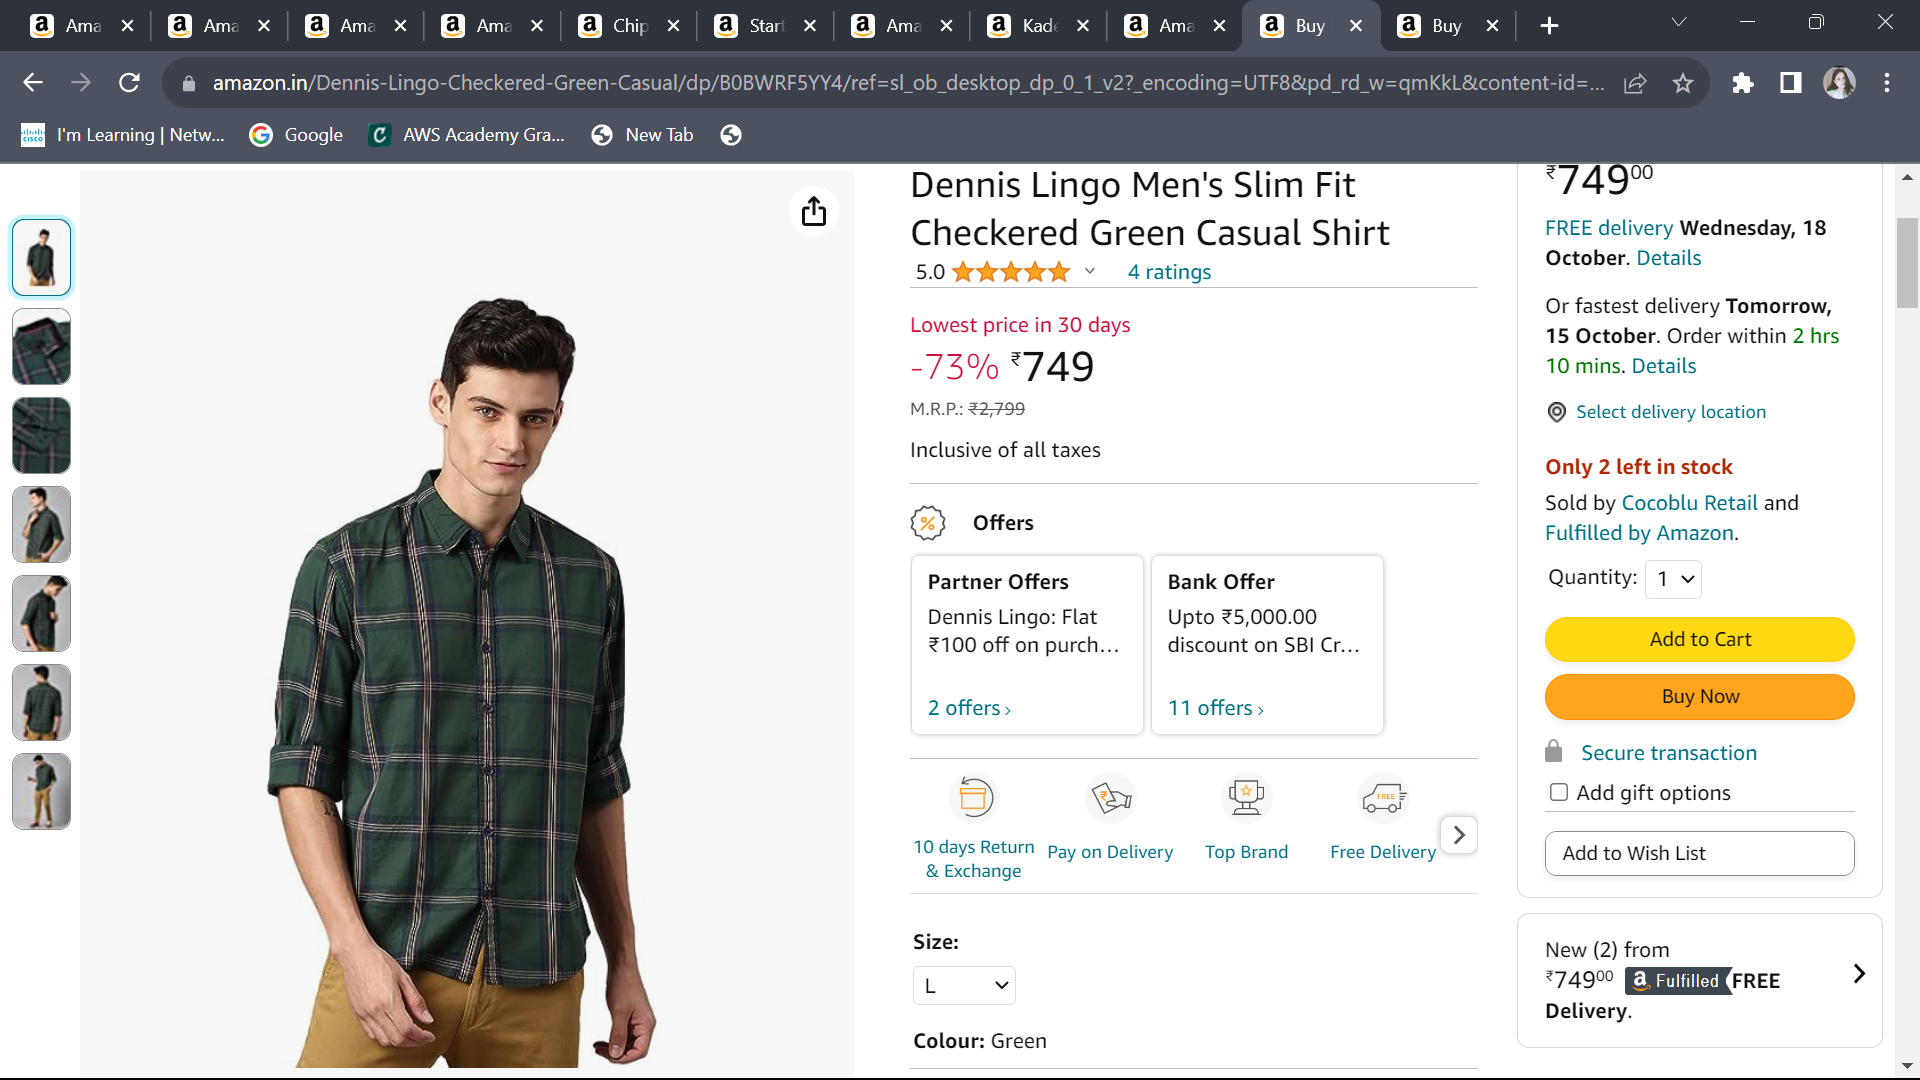 Ama
Ama
Ama
Ama
Chip
Start
Ama
Kade
Ama
Buy
Buy
amazon.in/Dennis-Lingo-Checkered-Green-Casual/dp/B0BWRF5YY4/ref=sl_ob_desktop_dp_0_1_v2?_encoding=UTF8&pd_rd_w=qmKkL&content-id=...
CISCO I'm Learning | Netw...
Google
AWS Academy Gra...
New Tab
Dennis Lingo Men's Slim Fit
Checkered Green Casual Shirt
5.0
4 ratings
Lowest price in 30 days
-73% ₹749
M.R.P.: ₹2,799
Inclusive of all taxes
% Offers
Partner Offers
Dennis Lingo: Flat
₹100 off on purch...
2 offers ›
Bank Offer
Upto ₹5,000.00
discount on SBI Cr...
11 offers ›
10 days Return
& Exchange
Pay on Delivery
Top Brand
FREE
Free Delivery
Size:
L
Colour: Green
₹749 00
FREE delivery Wednesday, 18
October. Details
Or fastest delivery Tomorrow,
15 October. Order within 2 hrs
10 mins. Details
Select delivery location
Only 2 left in stock
Sold by Cocoblu Retail and
Fulfilled by Amazon.
Quantity: 1
Add to Cart
Buy Now
Secure transaction
Add gift options
Add to Wish List
New (2) from
₹749 00 a Fulfilled FREE
Delivery.